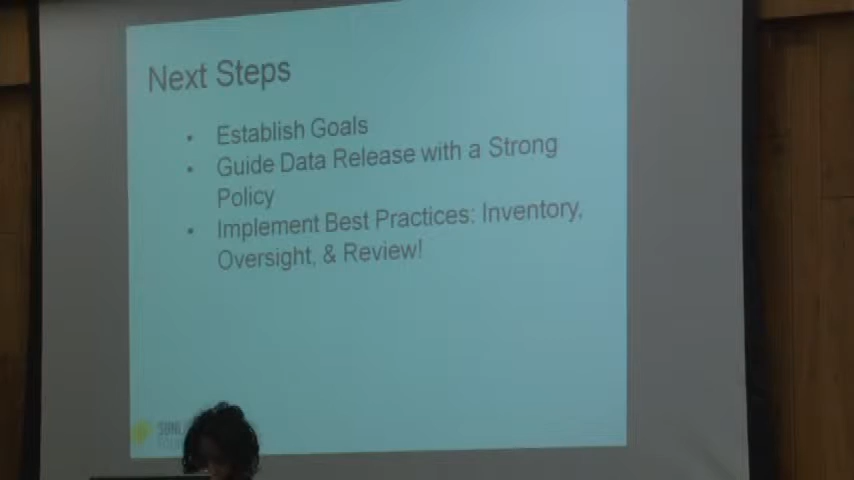 Next Steps
• Establish Goals
• Guide Data Release with a Strong
Policy
• Implement Best Practices: Inventory,
Oversight, & Review!